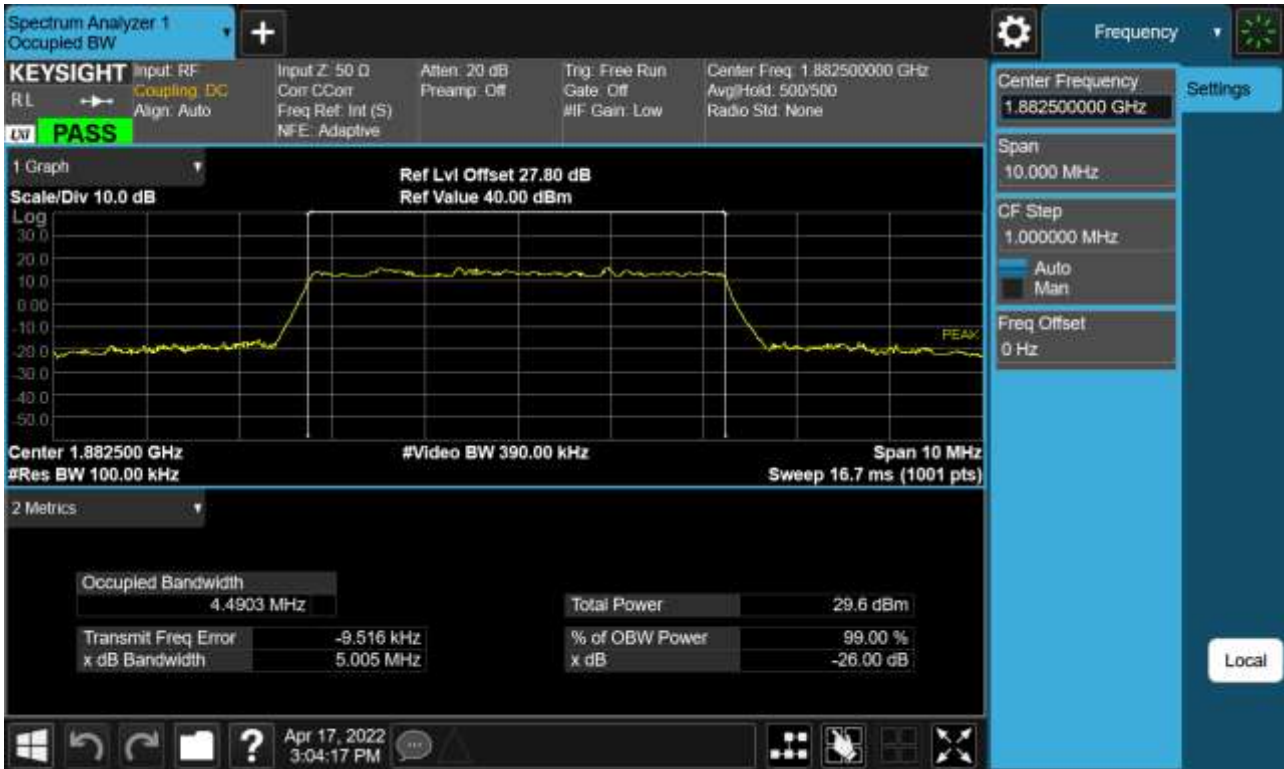 Spectrum Analyzer 1
Occupied BW
Frequency
KEYSIGHT
RL
LXI
PASS
Input: RF
Coupling: DC
Align: Auto
Input Z: 50 Ω
Corr CCorr
Freq Ref: Int (S)
NFE: Adaptive
Atten: 20 dB
Preamp: Off
Trig: Free Run
Gate: Off
#IF Gain: Low
Center Freq: 1.882500000 GHz
Avg|Hold: 500/500
Radio Std: None
1 Graph
Scale/Div 10.0 dB
Ref Lvl Offset 27.80 dB
Ref Value 40.00 dBm
Log
30.0
20.0
10.0
0.00
-10.0
-20.0
-30.0
-40.0
-50.0
PEAK
Center 1.882500 GHz
#Video BW 390.00 kHz
Span 10 MHz
#Res BW 100.00 kHz
Sweep 16.7 ms (1001 pts)
2 Metrics
Occupied Bandwidth
4.4903 MHz
Total Power 29.6 dBm
Transmit Freq Error -9.516 kHz
% of OBW Power 99.00 %
x dB Bandwidth 5.005 MHz
x dB -26.00 dB
Center Frequency
1.882500000 GHz
Settings
Span
10.000 MHz
CF Step
1.000000 MHz
Auto
Man
Freq Offset
0 Hz
Local
?
Apr 17, 2022
3:04:17 PM